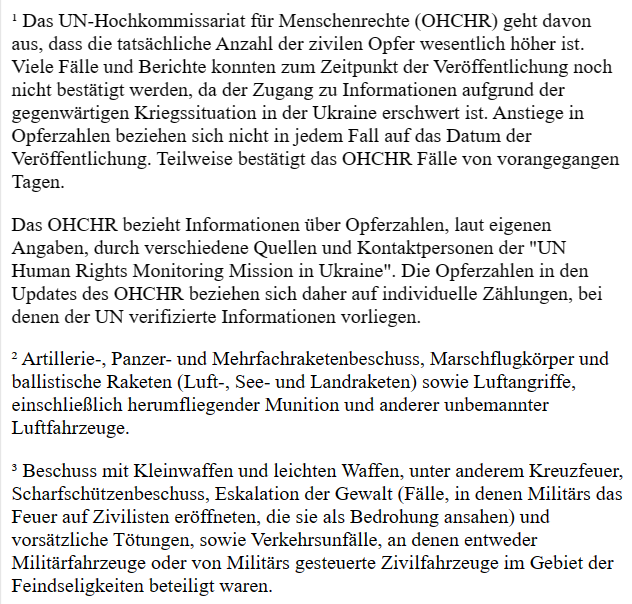 ¹ Das UN-Hochkommissariat für Menschenrechte (OHCHR) geht davon
aus, dass die tatsächliche Anzahl der zivilen Opfer wesentlich höher ist.
Viele Fälle und Berichte konnten zum Zeitpunkt der Veröffentlichung noch
nicht bestätigt werden, da der Zugang zu Informationen aufgrund der
gegenwärtigen Kriegssituation in der Ukraine erschwert ist. Anstiege in
Opferzahlen beziehen sich nicht in jedem Fall auf das Datum der
Veröffentlichung. Teilweise bestätigt das OHCHR Fälle von vorangegangen
Tagen.
Das OHCHR bezieht Informationen über Opferzahlen, laut eigenen
Angaben, durch verschiedene Quellen und Kontaktpersonen der "UN
Human Rights Monitoring Mission in Ukraine". Die Opferzahlen in den
Updates des OHCHR beziehen sich daher auf individuelle Zählungen, bei
denen der UN verifizierte Informationen vorliegen.
² Artillerie-, Panzer- und Mehrfachraketenbeschuss, Marschflugkörper und
ballistische Raketen (Luft-, See- und Landraketen) sowie Luftangriffe,
einschließlich herumfliegender Munition und anderer unbemannter
Luftfahrzeuge.
³ Beschuss mit Kleinwaffen und leichten Waffen, unter anderem Kreuzfeuer,
Scharfschützenbeschuss, Eskalation der Gewalt (Fälle, in denen Militärs das
Feuer auf Zivilisten eröffneten, die sie als Bedrohung ansahen) und
vorsätzliche Tötungen, sowie Verkehrsunfälle, an denen entweder
Militärfahrzeuge oder von Militärs gesteuerte Zivilfahrzeuge im Gebiet der
Feindseligkeiten beteiligt waren.